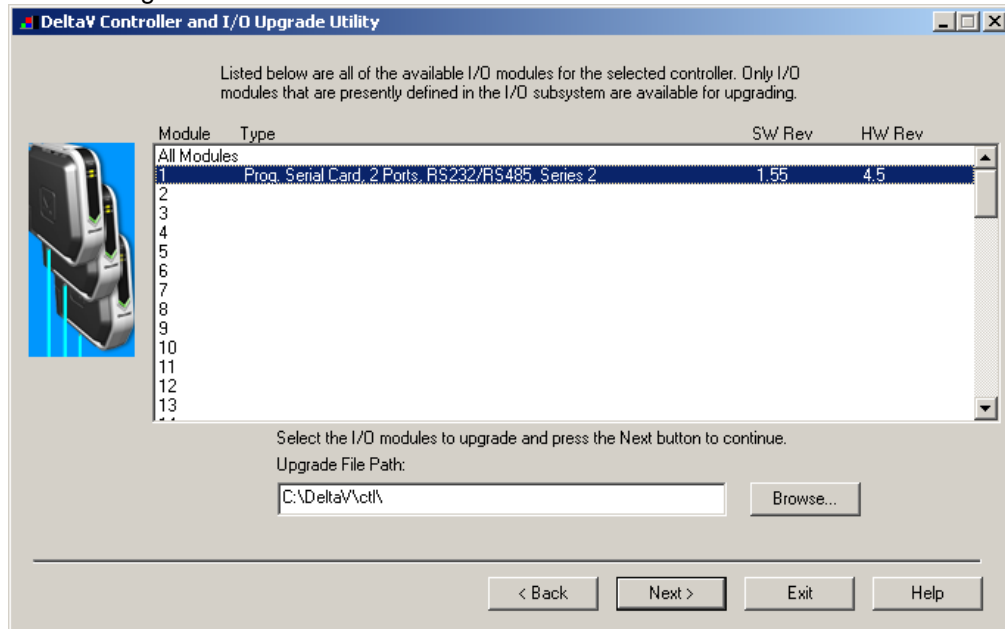 DeltaV Controller and I/O Upgrade Utility
Listed below are all of the available I/O modules for the selected controller. Only I/O
modules that are presently defined in the I/O subsystem are available for upgrading.
Module Type SW Rev HW Rev
All Modules
1 Prog. Serial Card, 2 Ports, RS232/RS485, Series 2 1.55 4.5
2
3
4
5
6
7
8
9
10
11
12
13
Select the I/O modules to upgrade and press the Next button to continue.
Upgrade File Path:
C:\DeltaV\ctl\ Browse...
< Back Next > Exit Help